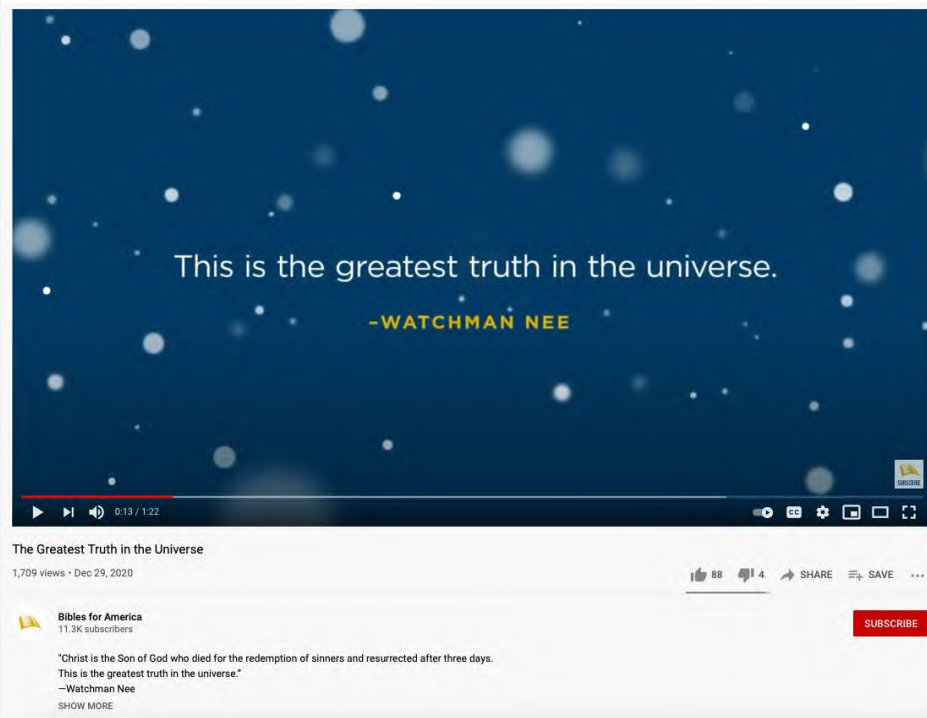 This is the greatest truth in the universe.
–WATCHMAN NEE
SUBSCRIBE
0:13 / 1:22
CC
The Greatest Truth in the Universe
1,709 views • Dec 29, 2020
88 4 SHARE SAVE
Bibles for America
11.3K subscribers
SUBSCRIBE
"Christ is the Son of God who died for the redemption of sinners and resurrected after three days.
This is the greatest truth in the universe."
—Watchman Nee
SHOW MORE